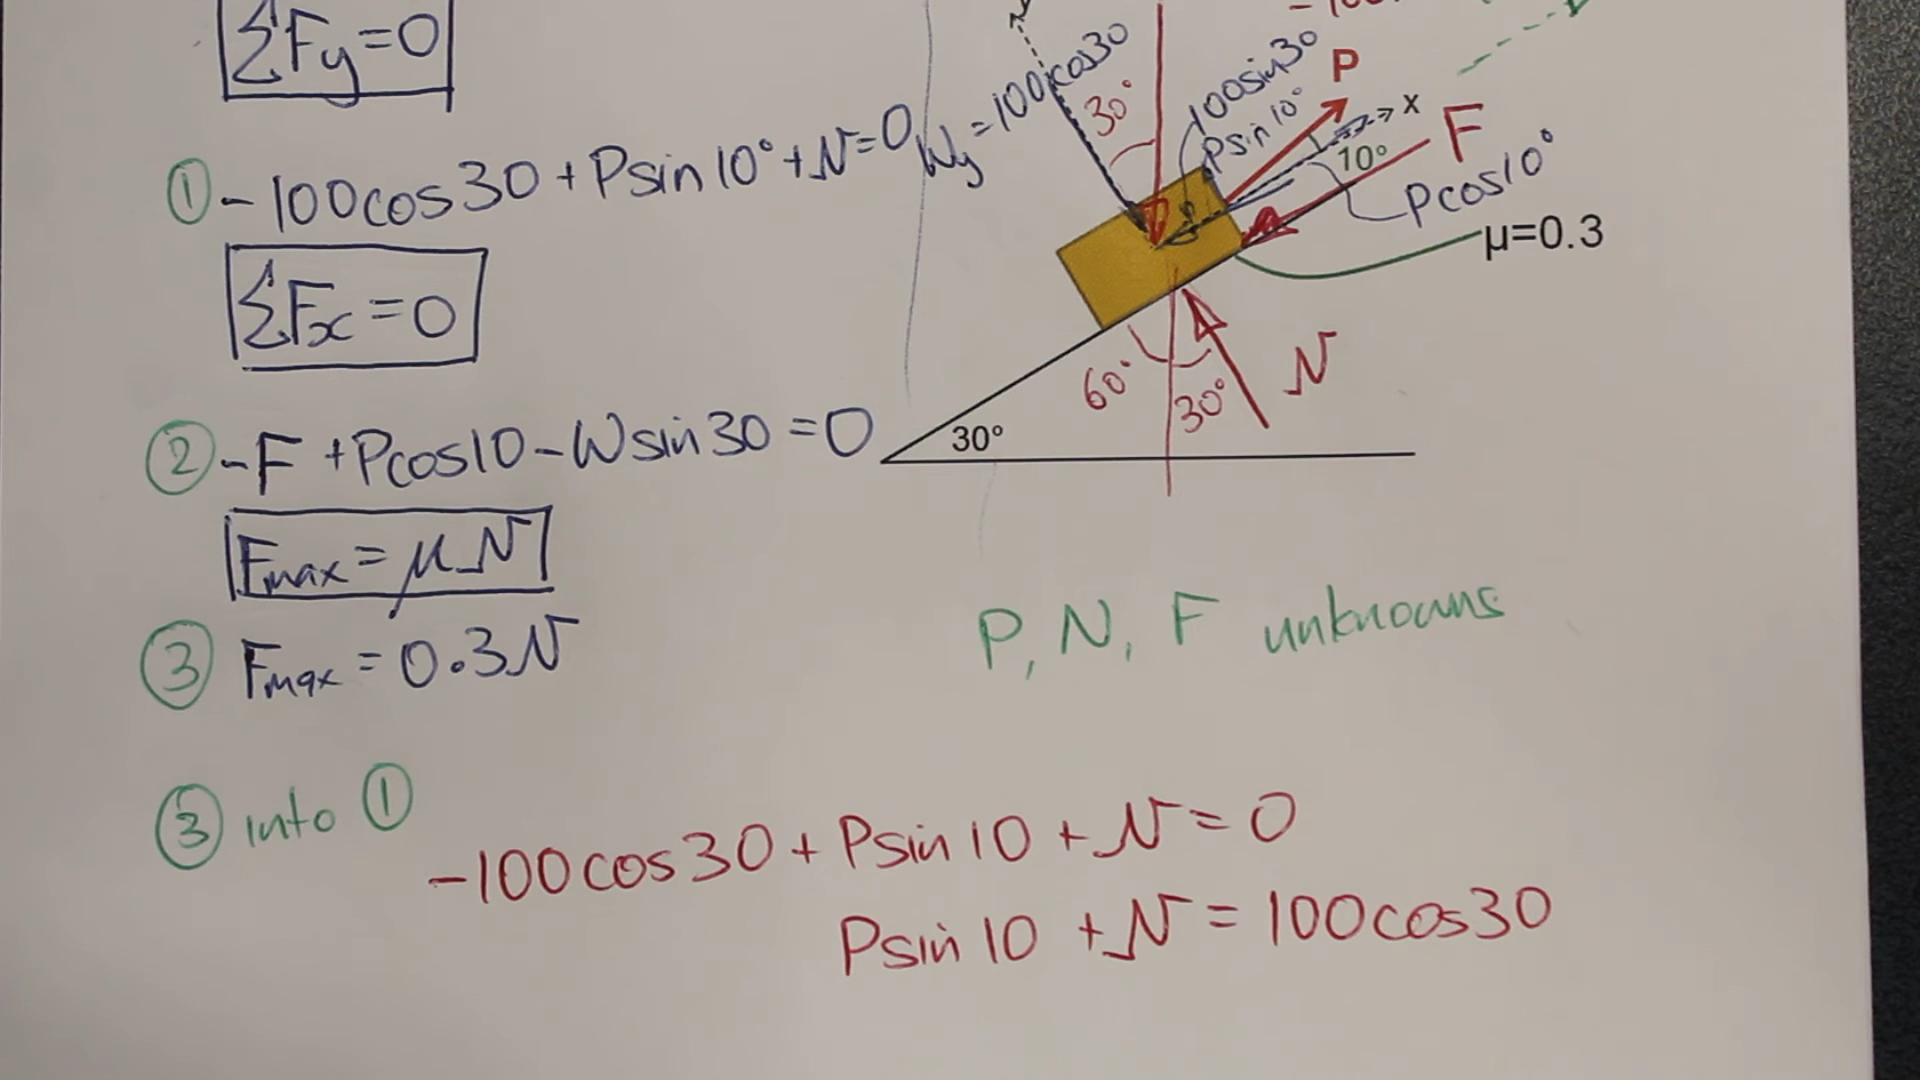 ΣFy=0
① -100cos30 + Psin10° + N = 0
ΣFx = 0
② -F + Pcos10 - Wsin30 = 0
Fmax = μN
③ Fmax = 0.3N
③ into ①
-100cos30 + Psin10 + N = 0
Psin10 + N = 100cos30
Wy = 100cos30
30°
100sin30
Psin10°
P
x
F
10°
Pcos10°
μ=0.3
60°
30°
N
30°
P, N, F unknowns